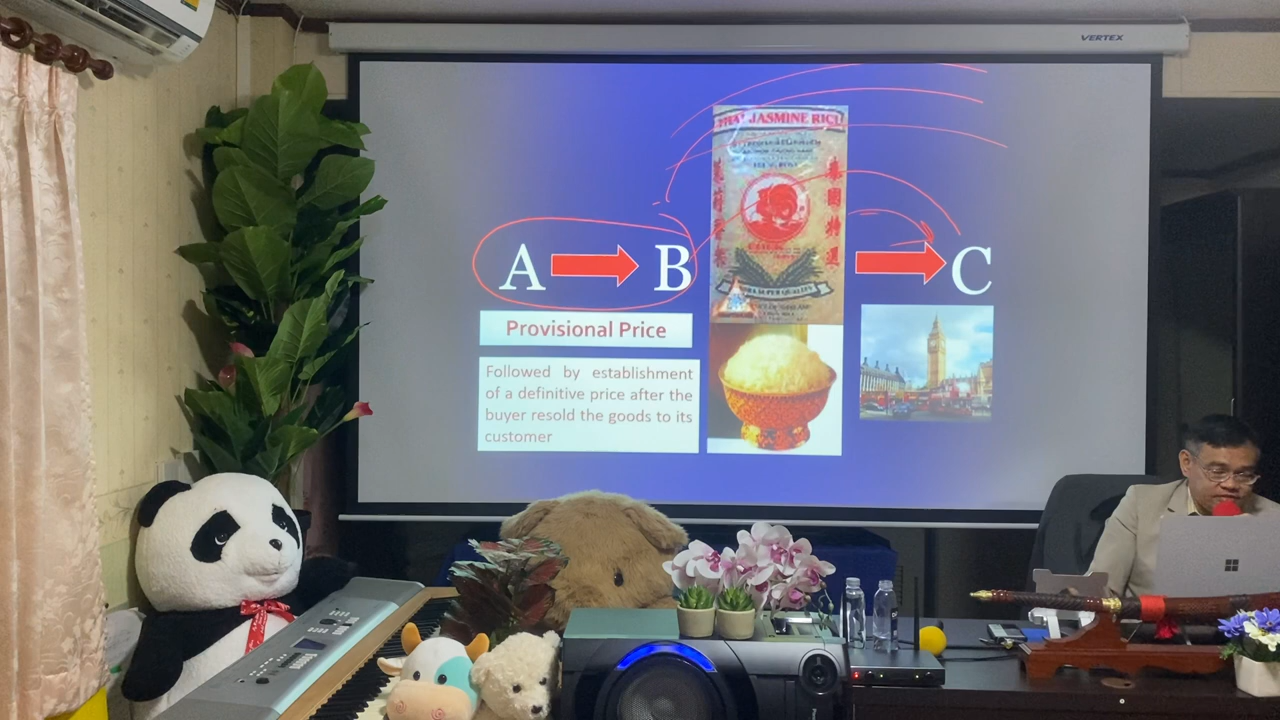 VERTEX
THAI JASMINE RICE
A
B
C
Provisional Price
Followed by establishment
of a definitive price after the
buyer resold the goods to its
customer